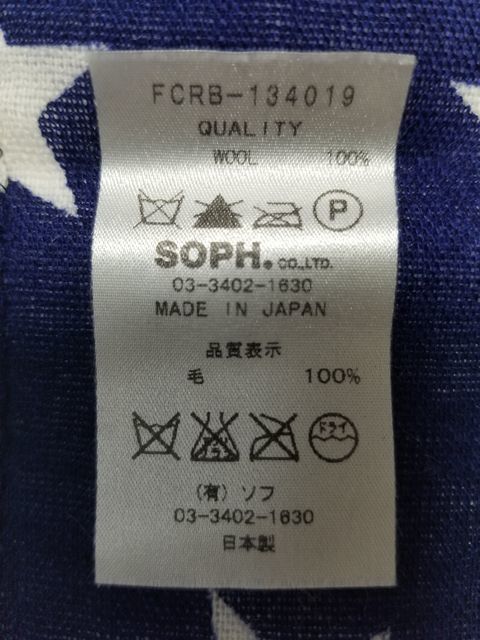 FCRB-134019
QUALITY
WOOL 100%
P
SOPH. CO.,LTD.
03-3402-1630
MADE IN JAPAN
品質表示
毛 100%
ドライ
(有)ソフ
03-3402-1630
日本製